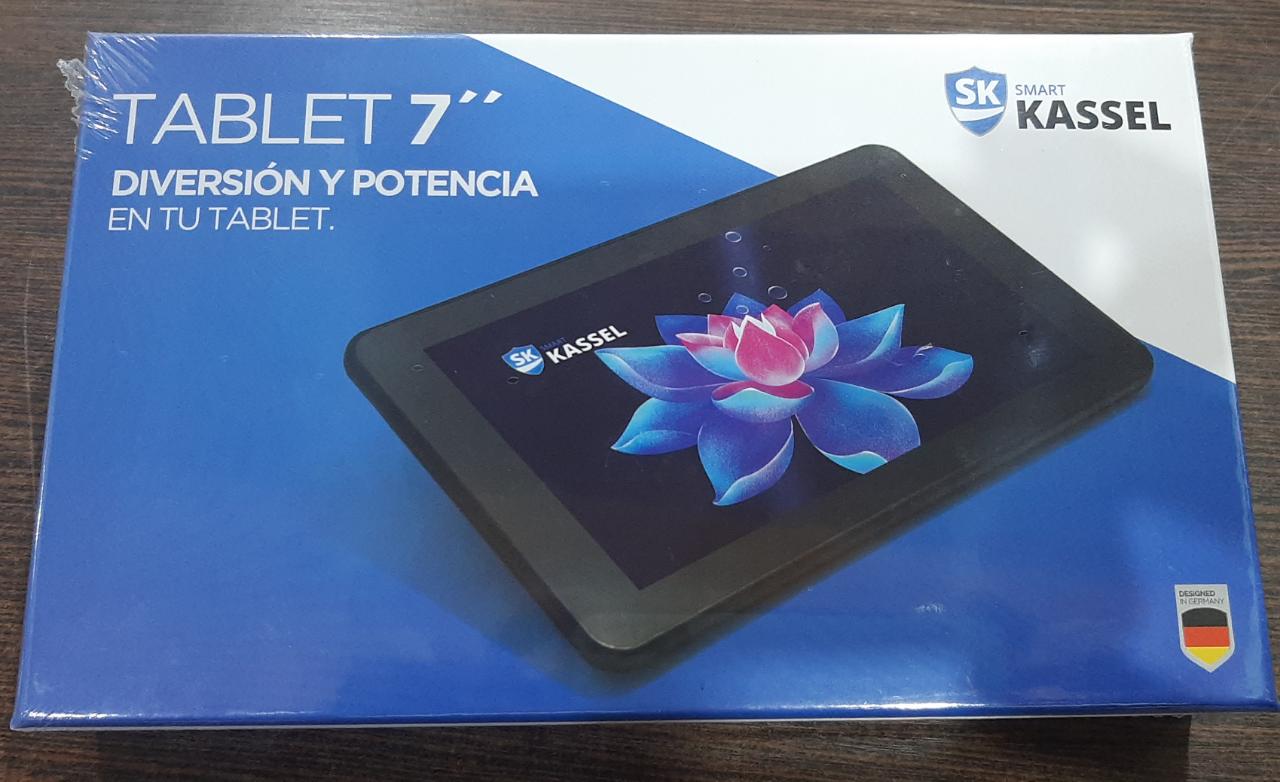 TABLET 7´´
DIVERSIÓN Y POTENCIA
EN TU TABLET.
SK SMART
KASSEL
SK SMART
KASSEL
DESIGNED
IN GERMANY